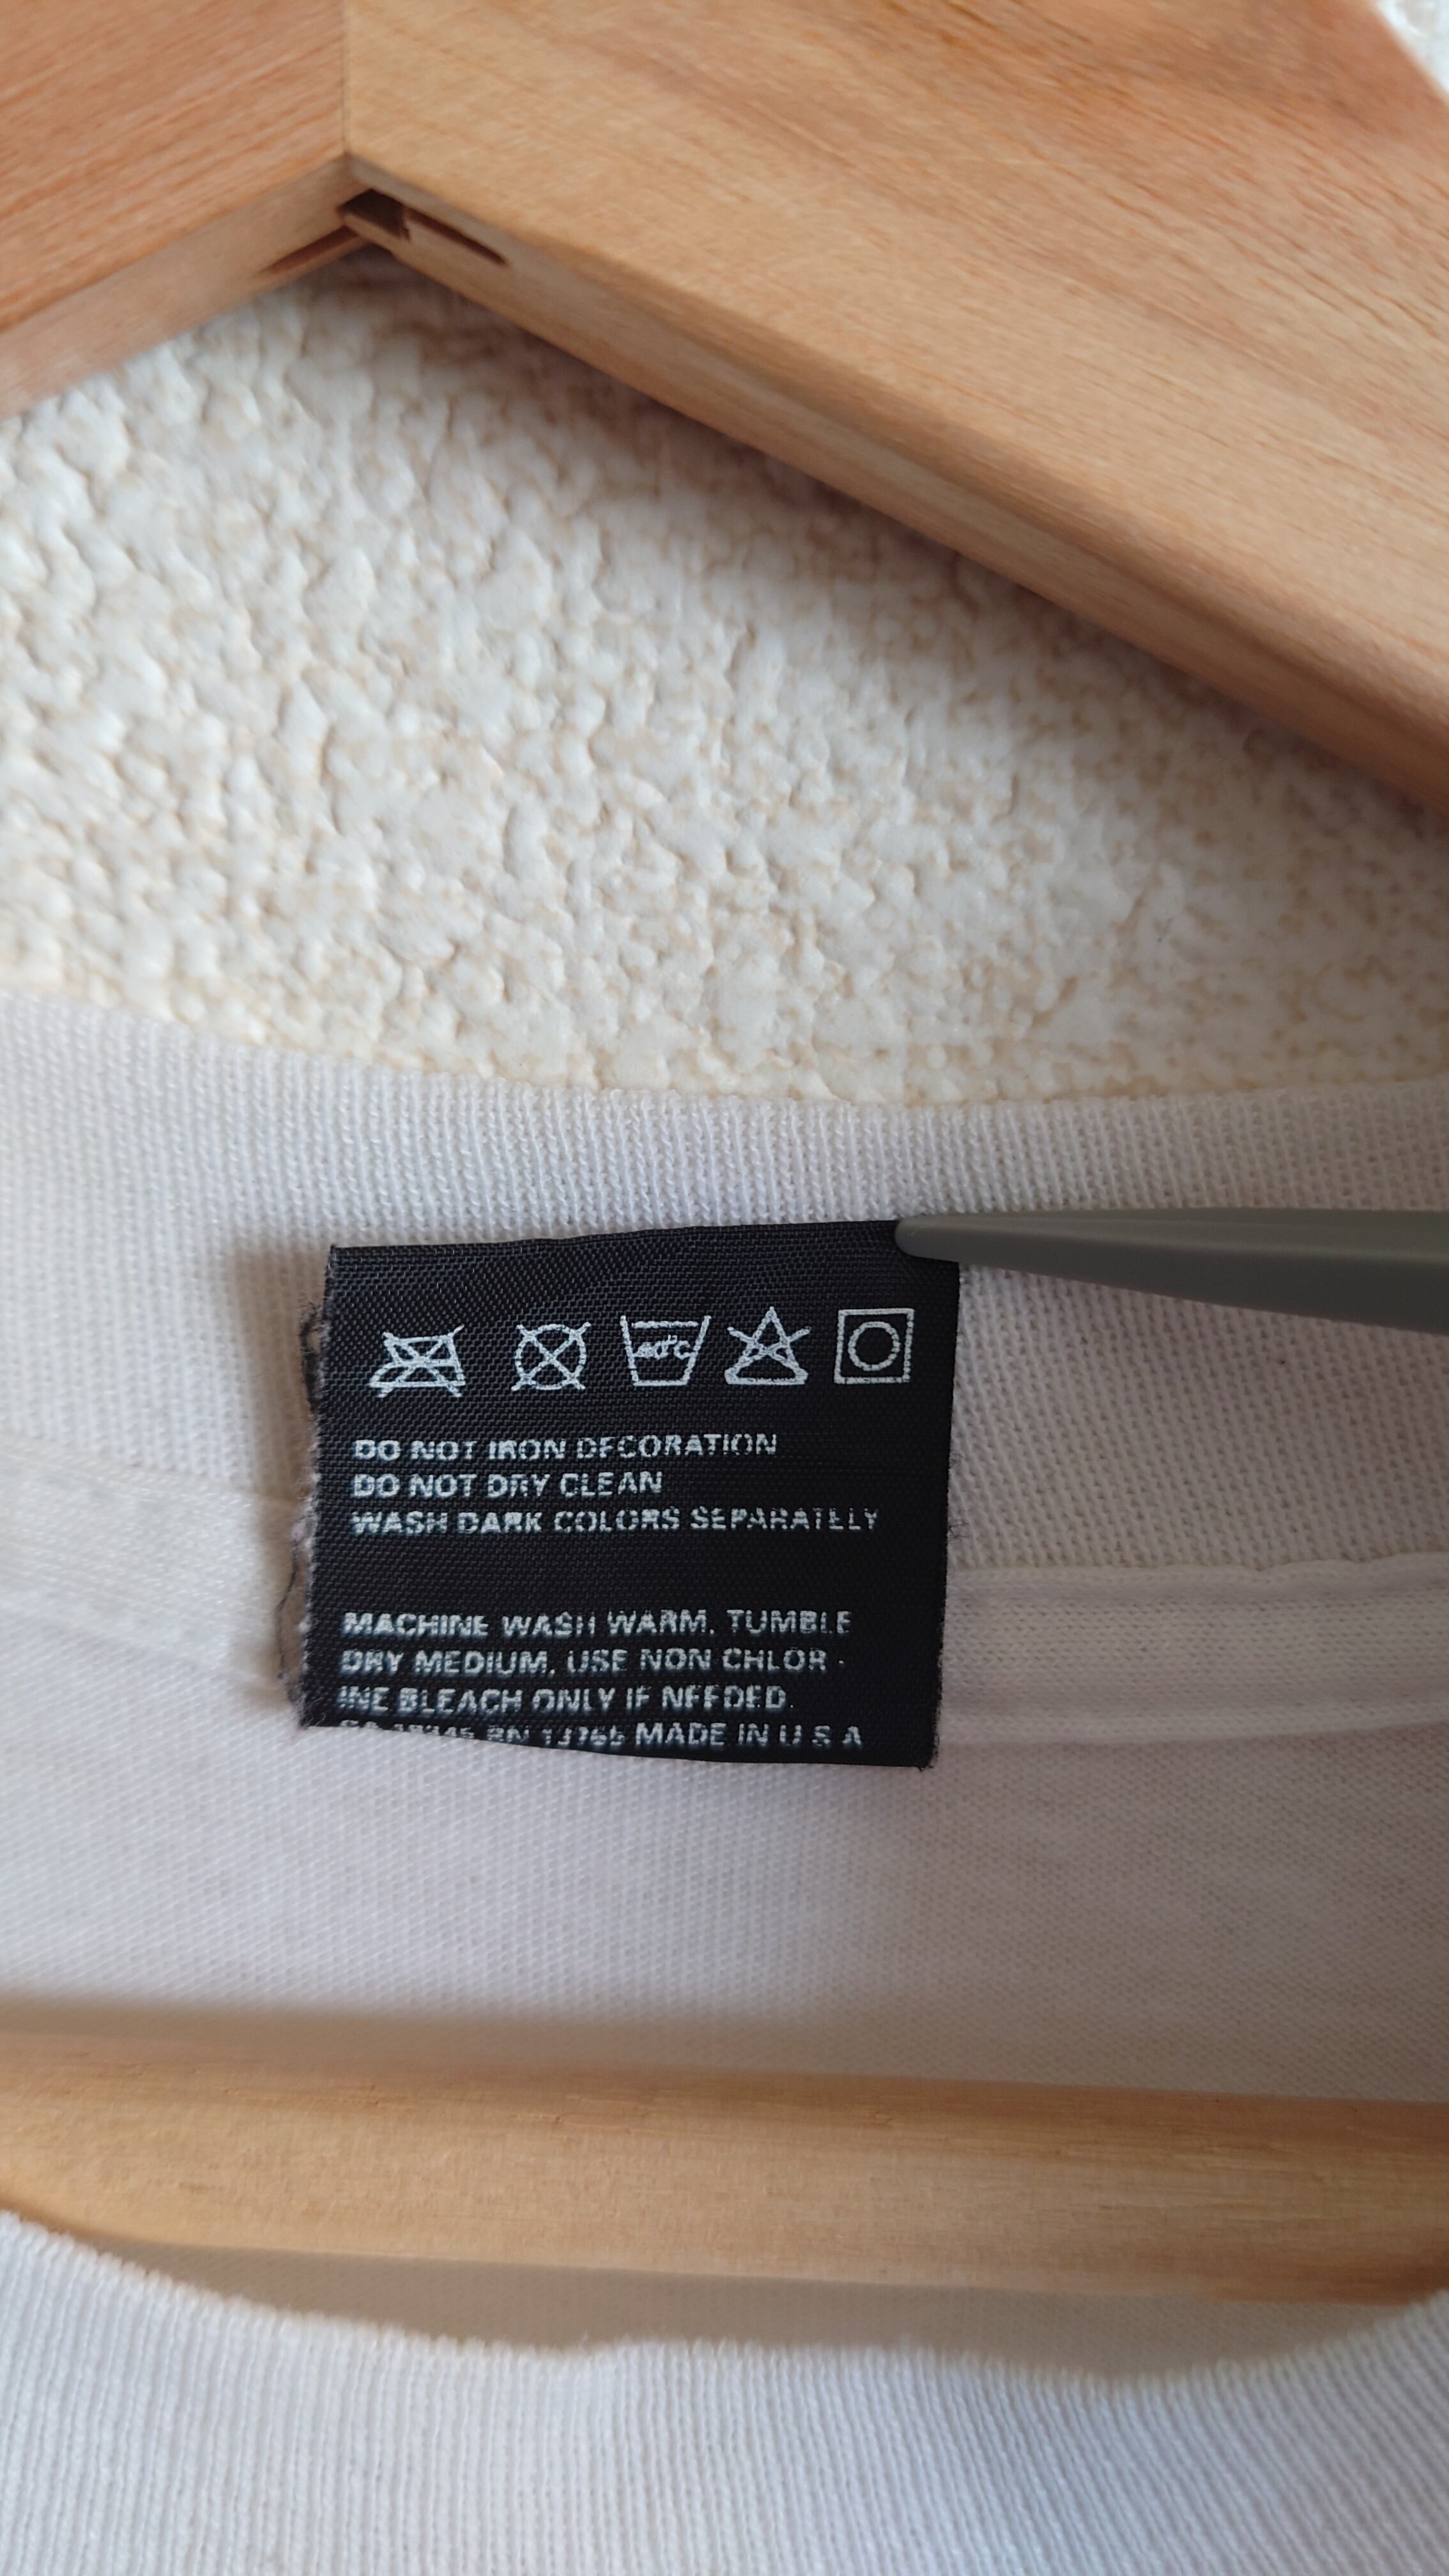 40°C
DO NOT IRON DECORATION
DO NOT DRY CLEAN
WASH DARK COLORS SEPARATELY
MACHINE WASH WARM, TUMBLE
DRY MEDIUM. USE NON CHLOR -
INE BLEACH ONLY IF NEEDED.
MADE IN U S A